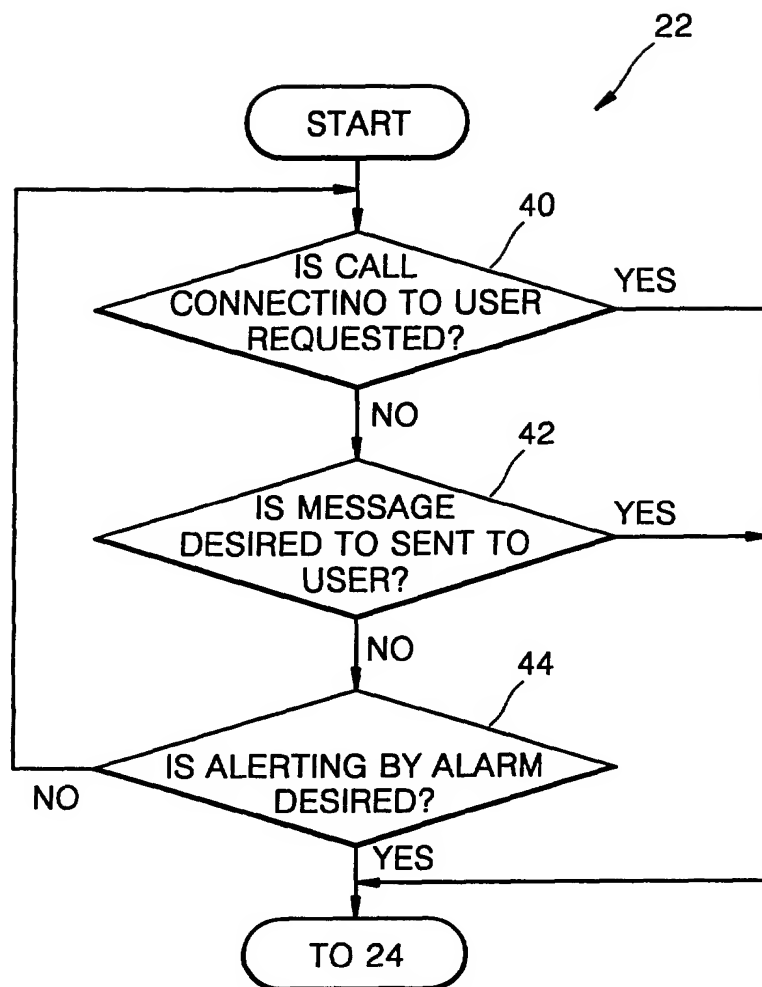 22
START
40
IS CALL
CONNECTINO TO USER
REQUESTED?
YES
NO
42
IS MESSAGE
DESIRED TO SENT TO
USER?
YES
NO
44
IS ALERTING BY ALARM
DESIRED?
NO
YES
TO 24